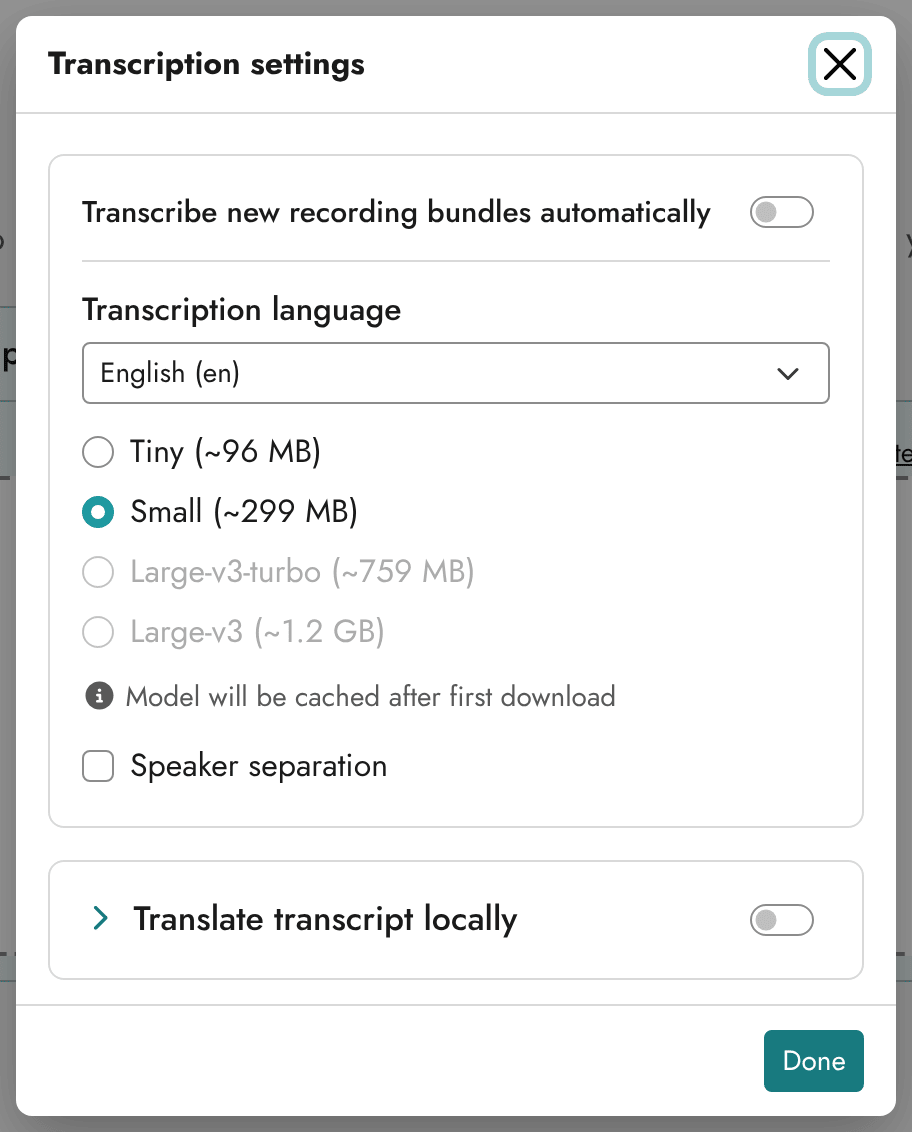 Transcription settings
Transcribe new recording bundles automatically
Transcription language
English (en)
Tiny (~96 MB)
Small (~299 MB)
Large-v3-turbo (~759 MB)
Large-v3 (~1.2 GB)
Model will be cached after first download
Speaker separation
Translate transcript locally
Done